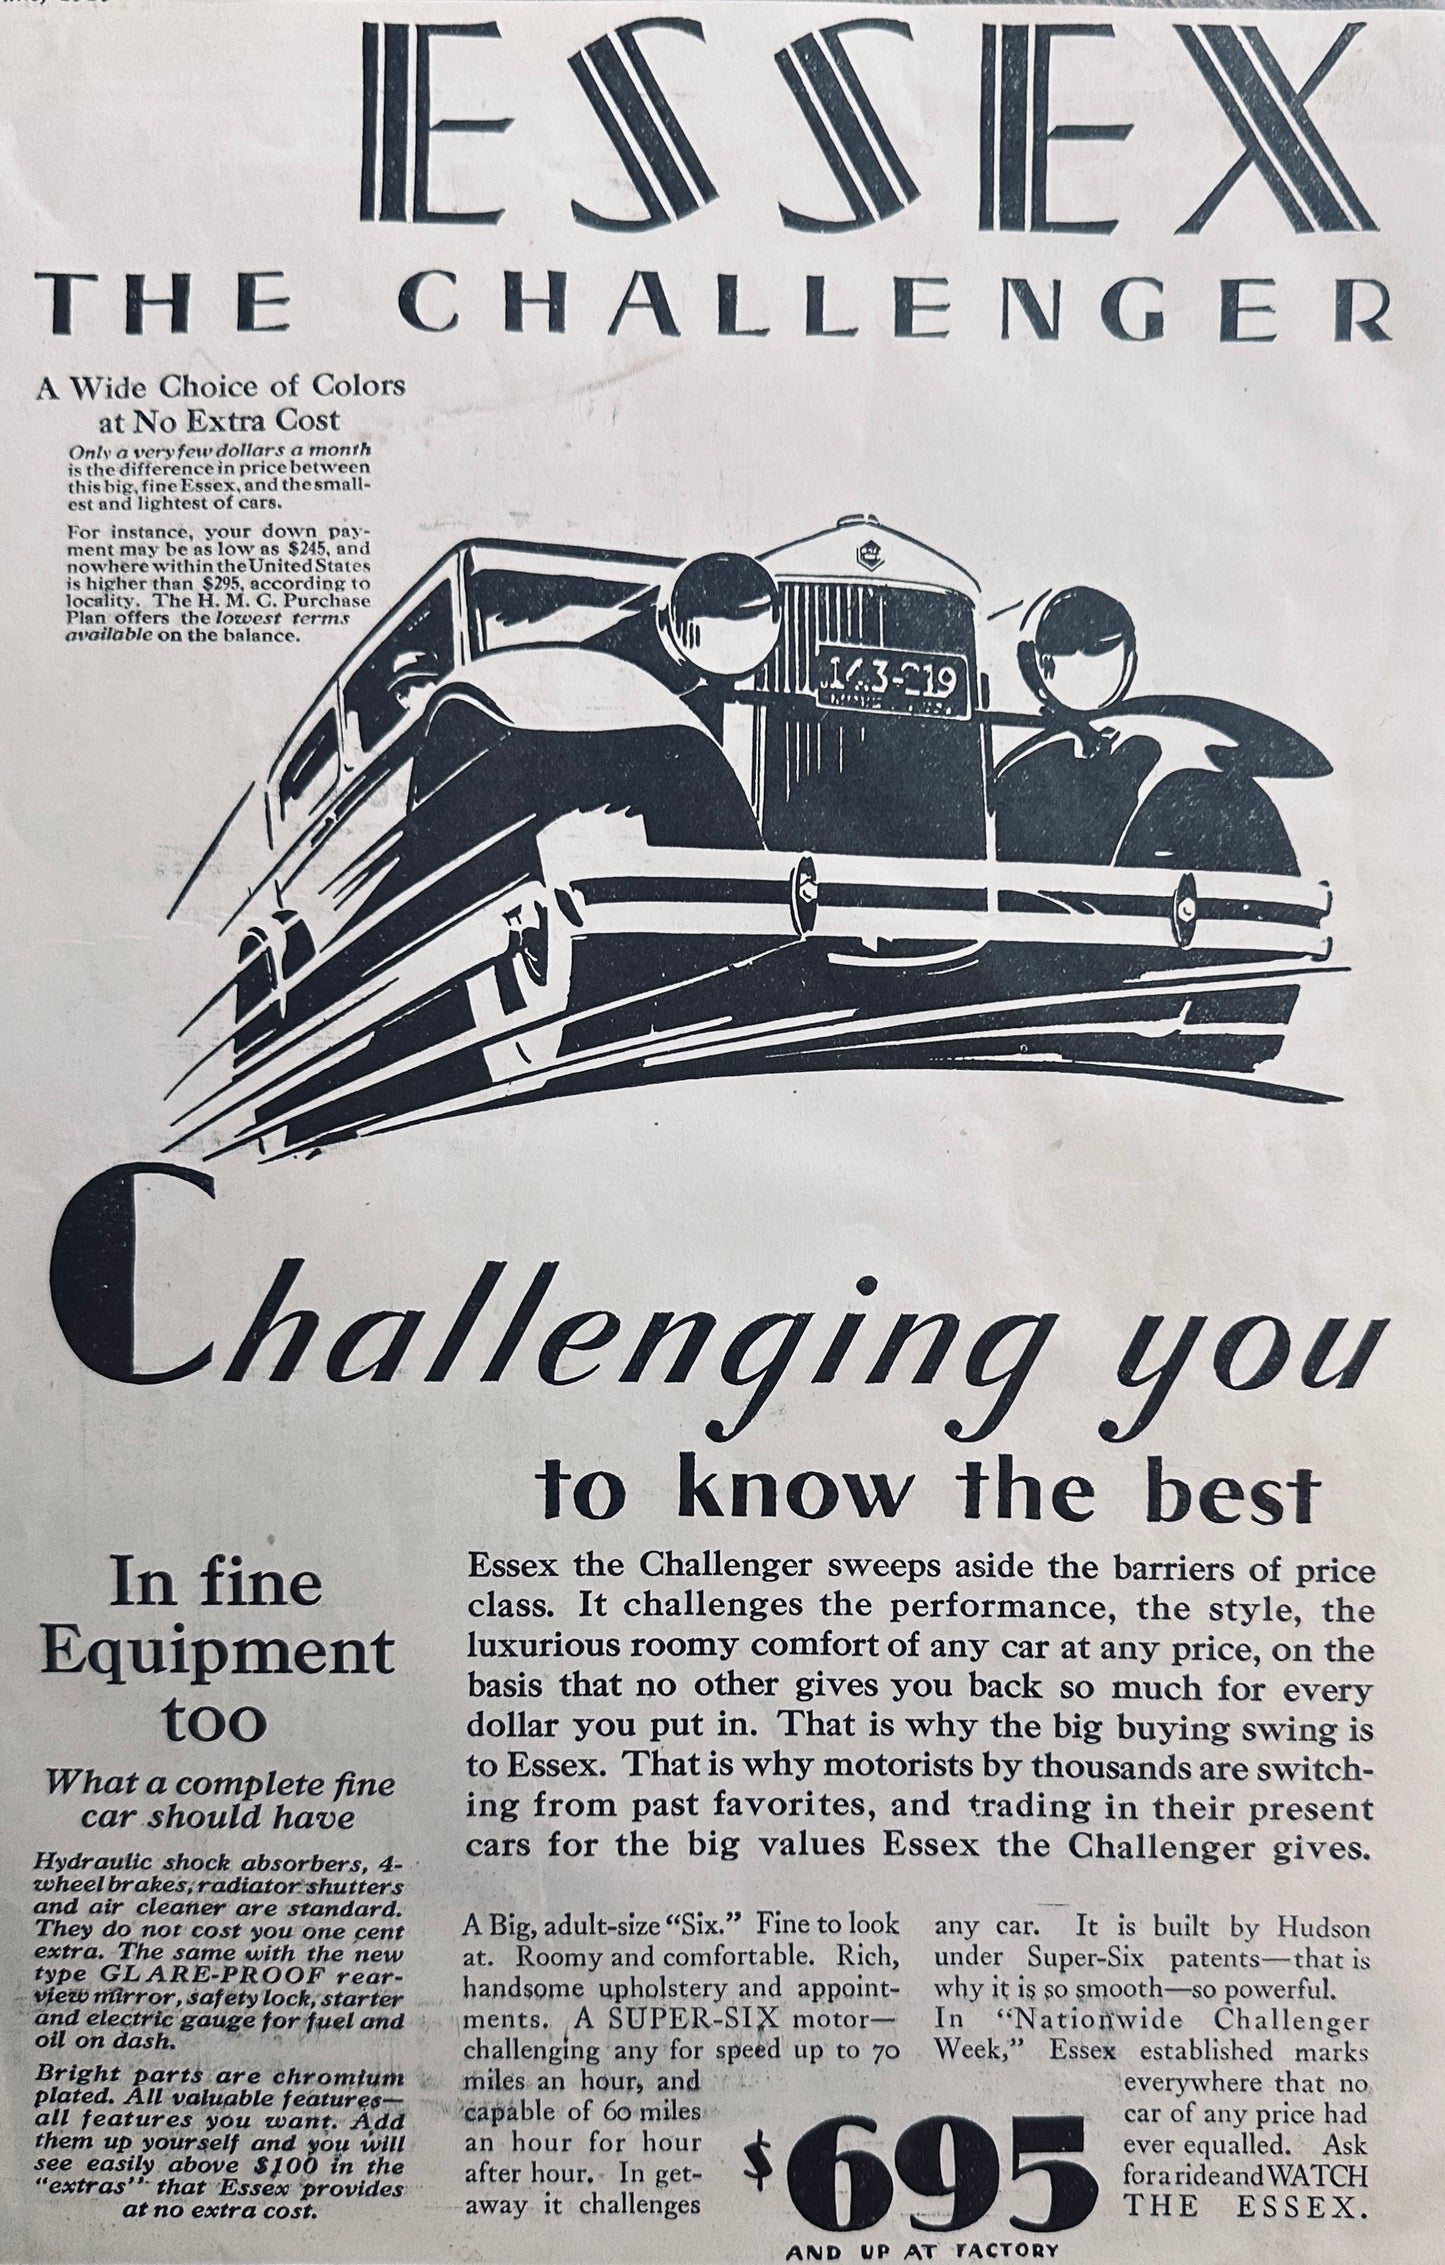 ESSEX
THE CHALLENGER
A Wide Choice of Colors
at No Extra Cost
Only a very few dollars a month
is the difference in price between
this big, fine Essex, and the small-
est and lightest of cars.
For instance, your down pay-
ment may be as low as $245, and
nowhere within the United States
is higher than $295, according to
locality. The H. M. C. Purchase
Plan offers the lowest terms
available on the balance.
143-219
Challenging you
to know the best
In fine
Equipment
too
What a complete fine
car should have
Hydraulic shock absorbers, 4-
wheel brakes, radiator shutters
and air cleaner are standard.
They do not cost you one cent
extra. The same with the new
type GLARE-PROOF rear-
view mirror, safety lock, starter
and electric gauge for fuel and
oil on dash.
Bright parts are chromium
plated. All valuable features—
all features you want. Add
them up yourself and you will
see easily above $100 in the
"extras" that Essex provides
at no extra cost.
Essex the Challenger sweeps aside the barriers of price
class. It challenges the performance, the style, the
luxurious roomy comfort of any car at any price, on the
basis that no other gives you back so much for every
dollar you put in. That is why the big buying swing is
to Essex. That is why motorists by thousands are switch-
ing from past favorites, and trading in their present
cars for the big values Essex the Challenger gives.
A Big, adult-size "Six." Fine to look
at. Roomy and comfortable. Rich,
handsome upholstery and appoint-
ments. A SUPER-SIX motor—
challenging any for speed up to 70
miles an hour, and
capable of 60 miles
an hour for hour
after hour. In get-
away it challenges
any car. It is built by Hudson
under Super-Six patents—that is
why it is so smooth—so powerful.
In "Nationwide Challenger
Week," Essex established marks
everywhere that no
car of any price had
ever equalled. Ask
for a ride and WATCH
THE ESSEX.
$695
AND UP AT FACTORY